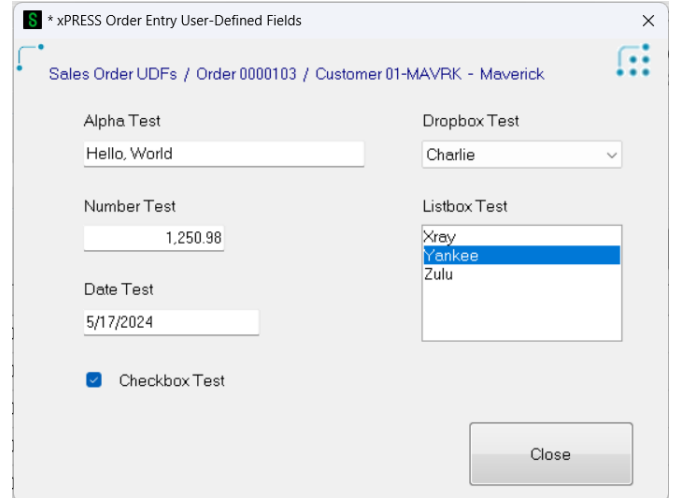 S * xPRESS Order Entry User-Defined Fields
Sales Order UDFs / Order 0000103 / Customer 01-MAVRK - Maverick
Alpha Test
Hello, World
Dropbox Test
Charlie
Number Test
1,250.98
Listbox Test
Xray
Yankee
Zulu
Date Test
5/17/2024
Checkbox Test
Close